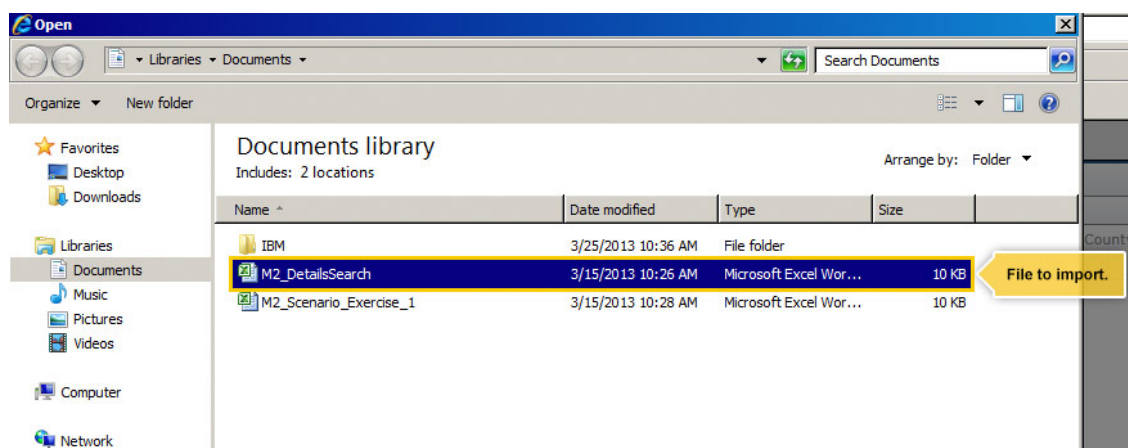 Open
Libraries Documents
Search Documents
Organize New folder
Favorites
Desktop
Downloads
Libraries
Documents
Music
Pictures
Videos
Computer
Network
Documents library
Includes: 2 locations
Arrange by: Folder
Name Date modified Type Size
IBM 3/25/2013 10:36 AM File folder
M2_DetailsSearch 3/15/2013 10:26 AM Microsoft Excel Wor... 10 KB
File to import.
M2_Scenario_Exercise_1 3/15/2013 10:28 AM Microsoft Excel Wor... 10 KB
County